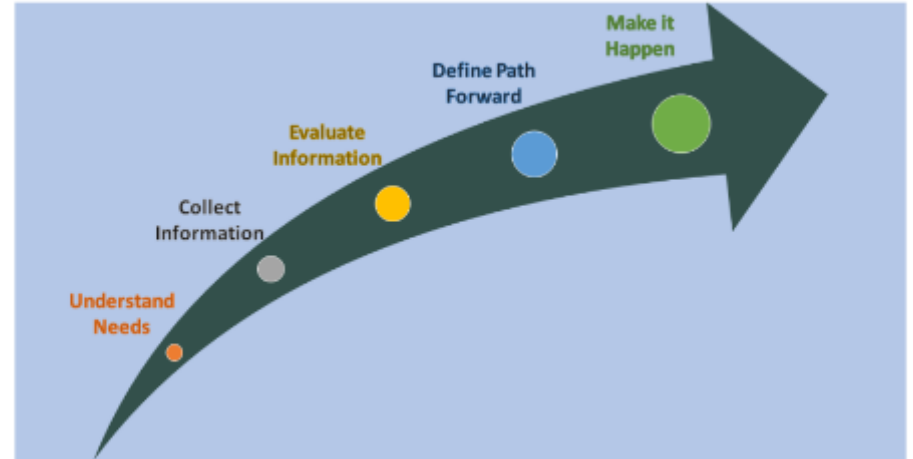 Understand
Needs
Collect
Information
Evaluate
Information
Define Path
Forward
Make it
Happen